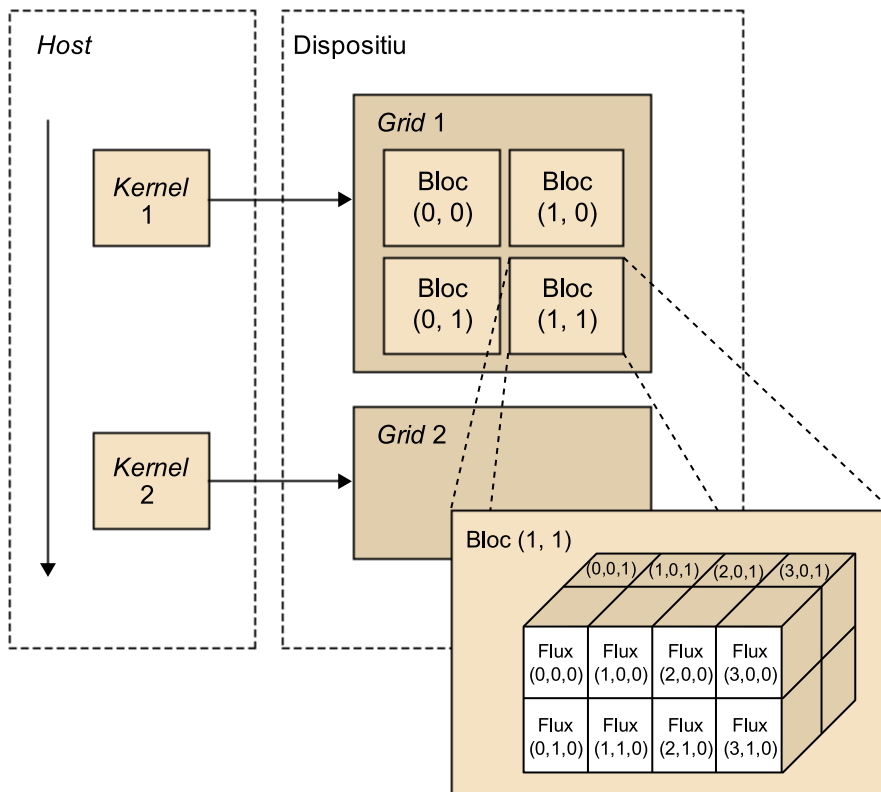 Host
Dispositiu
Grid 1
Kernel
1
Bloc
(0, 0)
Bloc
(1, 0)
Bloc
(0, 1)
Bloc
(1, 1)
Grid 2
Kernel
2
Bloc (1, 1)
(0,0,1)
(1,0,1)
(2,0,1)
(3,0,1)
Flux
(0,0,0)
Flux
(1,0,0)
Flux
(2,0,0)
Flux
(3,0,0)
Flux
(0,1,0)
Flux
(1,1,0)
Flux
(2,1,0)
Flux
(3,1,0)